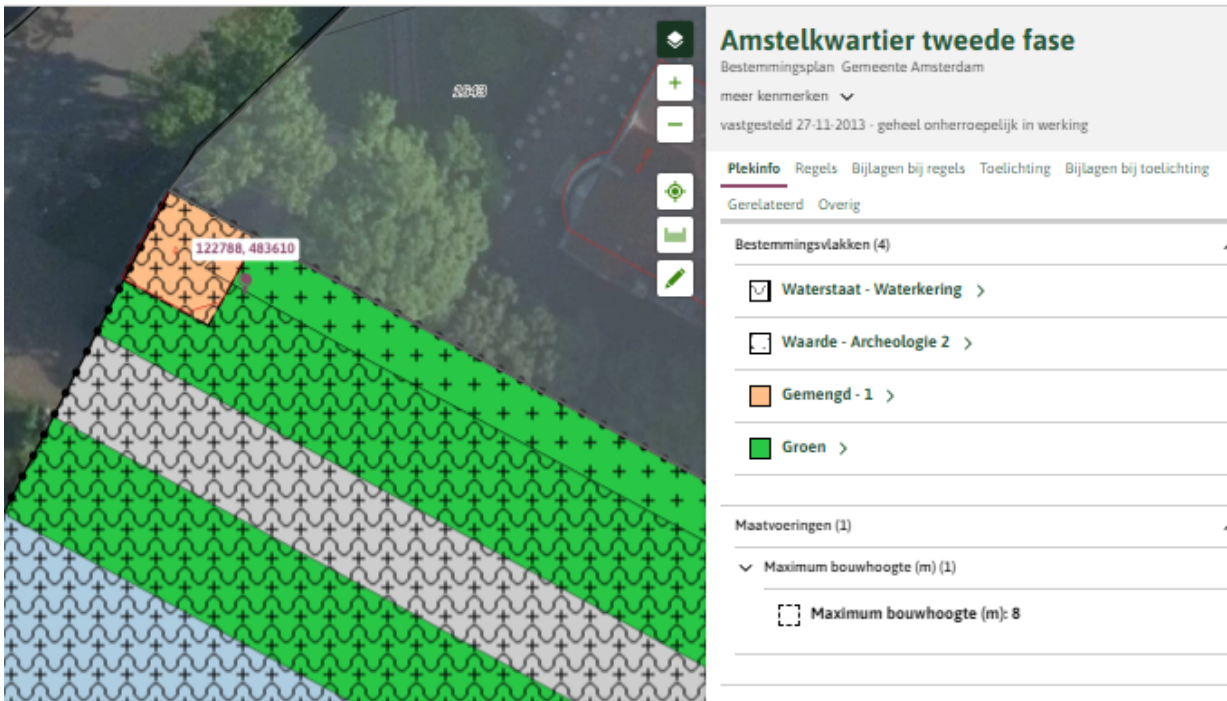 2543
122788, 483610
Amstelkwartier tweede fase
Bestemmingsplan Gemeente Amsterdam
meer kenmerken
vastgesteld 27-11-2013 - geheel onherroepelijk in werking
Plekinfo Regels Bijlagen bij regels Toelichting Bijlagen bij toelichting
Gerelateerd Overig
Bestemmingsvlakken (4)
Waterstaat - Waterkering
Waarde - Archeologie 2
Gemengd - 1
Groen
Maatvoeringen (1)
Maximum bouwhoogte (m) (1)
Maximum bouwhoogte (m): 8